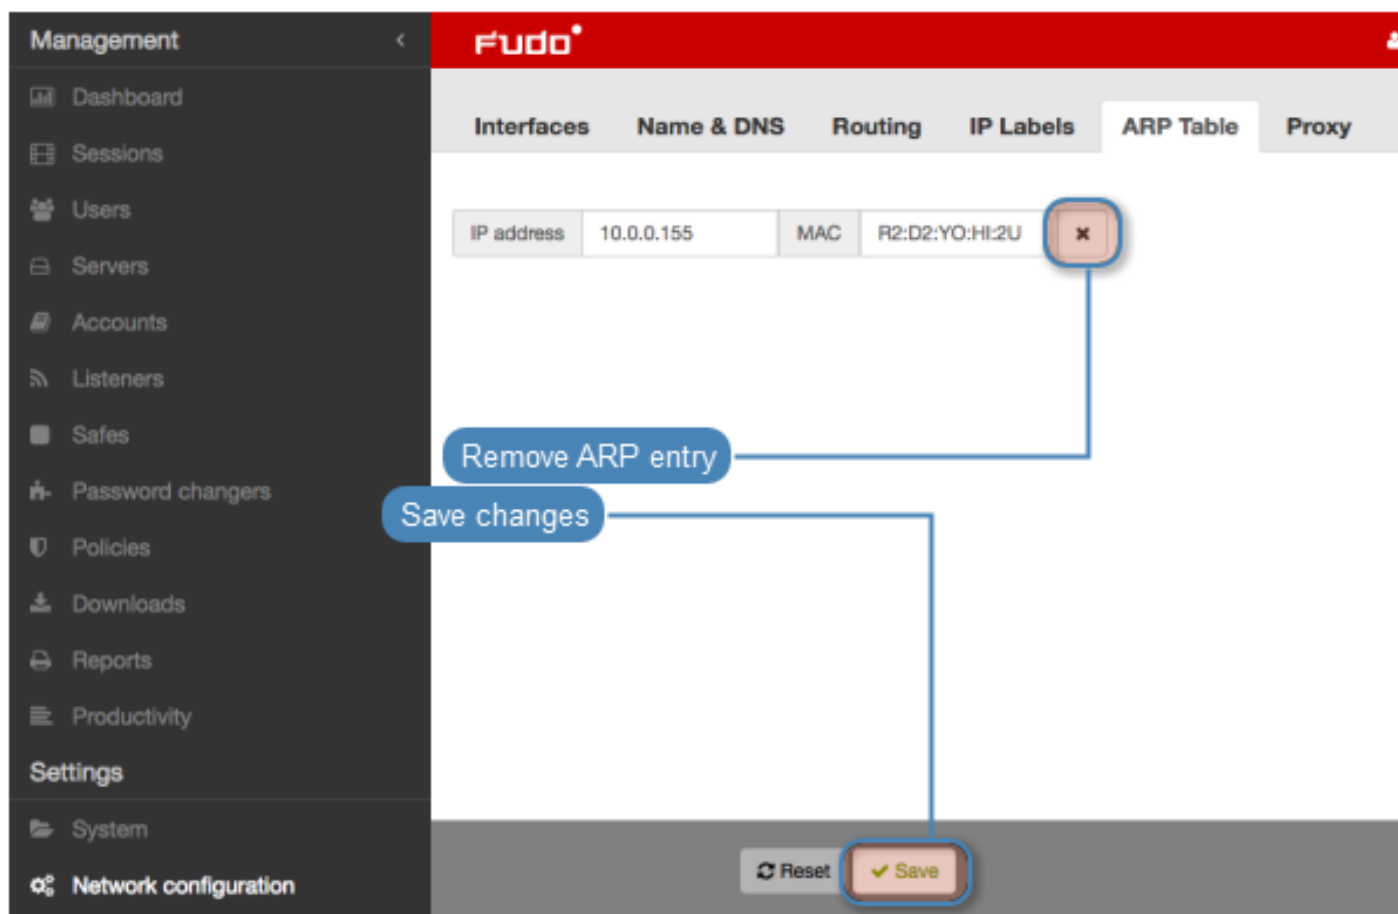 Management
Dashboard
Sessions
Users
Servers
Accounts
Listeners
Safes
Password changers
Policies
Downloads
Reports
Productivity
Settings
System
Network configuration
FUDO
Interfaces Name & DNS Routing IP Labels ARP Table Proxy
IP address 10.0.0.155 MAC R2:D2:YO:HI:2U
Remove ARP entry
Save changes
Reset Save